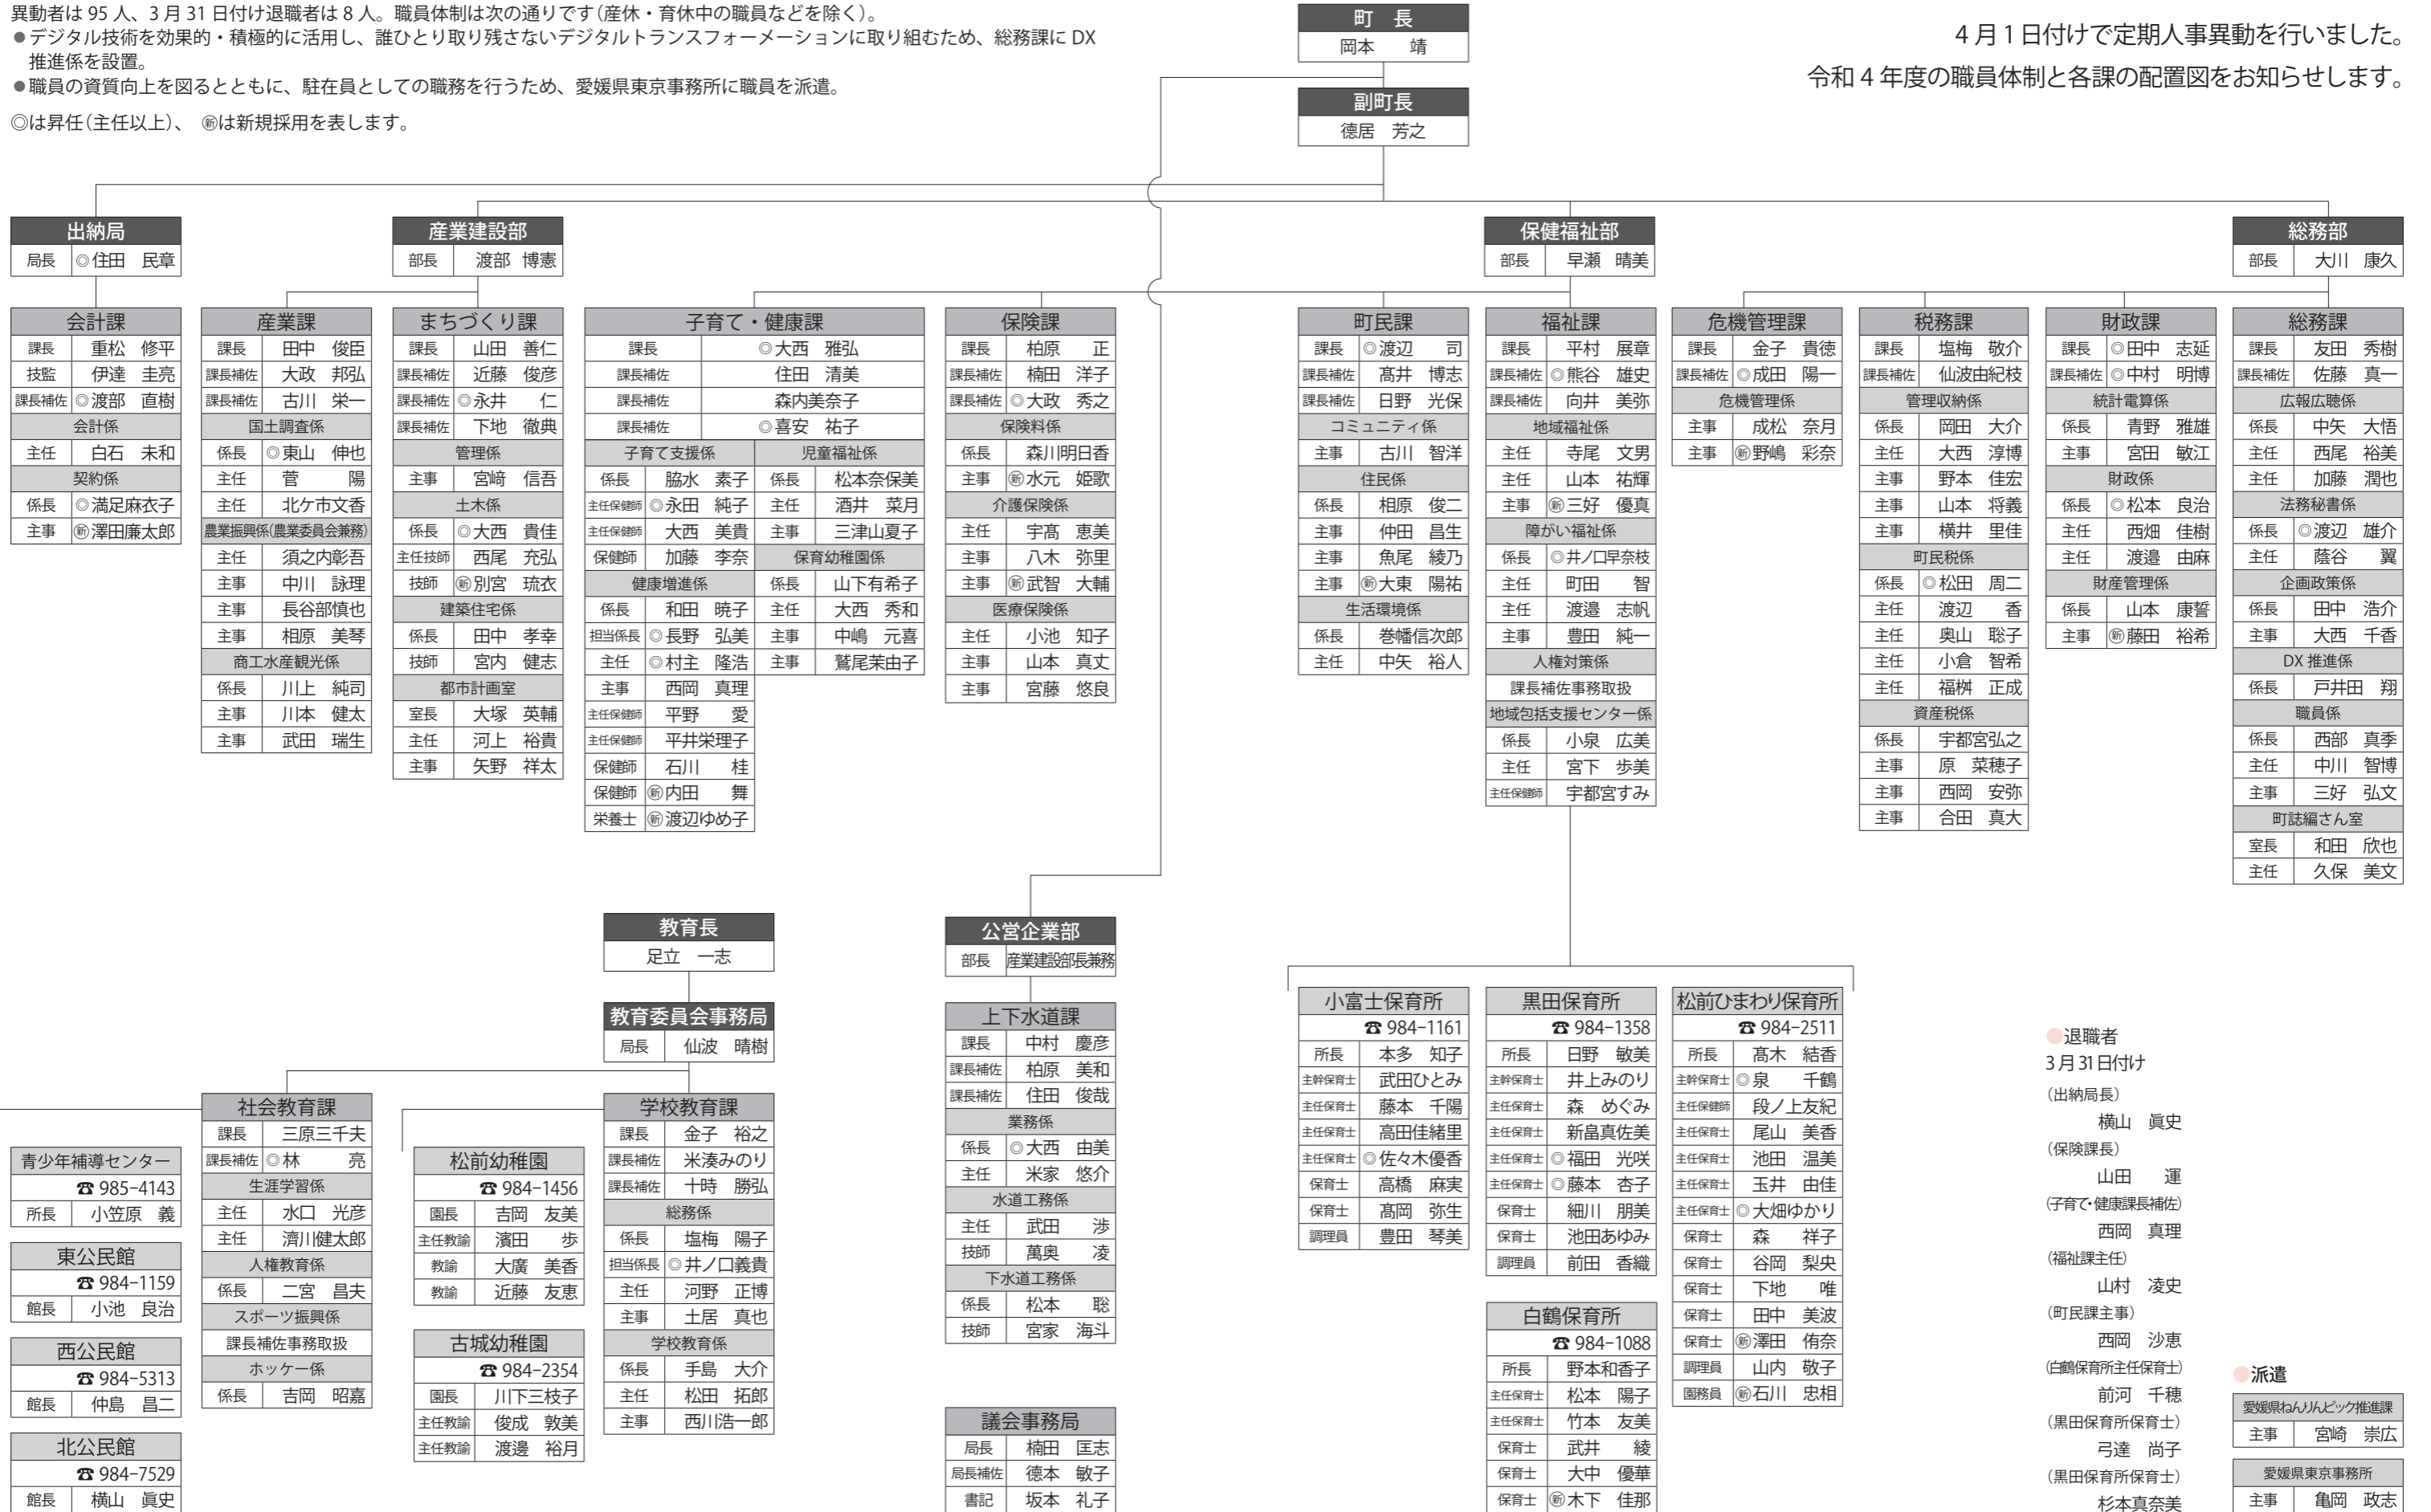 異動者は 95 人、3 月 31 日付け退職者は 8 人。職員体制は次の通りです(産休・育休中の職員などを除く)。
●デジタル技術を効果的・積極的に活用し、誰ひとり取り残さないデジタルトランスフォーメーションに取り組むため、総務課に DX
推進係を設置。
●職員の資質向上を図るとともに、駐在員としての職務を行うため、愛媛県東京事務所に職員を派遣。
◎は昇任(主任以上)、 ㊟は新規採用を表します。
4 月 1 日付けで定期人事異動を行いました。
令和 4 年度の職員体制と各課の配置図をお知らせします。
町　長
岡本　靖
副町長
德居　芳之
出納局
局長 ◎住田　民章
会計課
課長 重松　修平
技監 伊達　圭亮
課長補佐 ◎渡部　直樹
会計係
主任 白石　未和
契約係
係長 ◎満足麻衣子
主事 新澤田廉太郎
産業建設部
部長 渡部　博憲
産業課
課長 田中　俊臣
課長補佐 大政　邦弘
課長補佐 古川　栄一
国土調査係
係長 ◎東山　伸也
主任 菅　陽
主任 北ケ市文香
農業振興係(農業委員会兼務)
主任 須之内彰吾
主事 中川　詠理
主事 長谷部慎也
主事 相原　美琴
商工水産観光係
係長 川上　純司
主事 川本　健太
主事 武田　瑞生
まちづくり課
課長 山田　善仁
課長補佐 近藤　俊彦
課長補佐 ◎永井　仁
課長補佐 下地　徹典
管理係
主事 宮﨑　信吾
土木係
係長 ◎大西　貴佳
主任技師 西尾　充弘
技師 新別宮　琉衣
建築住宅係
係長 田中　孝幸
技師 宮内　健志
都市計画室
室長 大塚　英輔
主任 河上　裕貴
主事 矢野　祥太
保健福祉部
部長 早瀬　晴美
子育て・健康課
課長 ◎大西　雅弘
課長補佐 住田　清美
課長補佐 森内美奈子
課長補佐 ◎喜安　祐子
子育て支援係
係長 脇水　素子
主任保健師 ◎永田　純子
主任保健師 大西　美貴
保健師 加藤　李奈
健康増進係
係長 和田　暁子
担当係長 ◎長野　弘美
主任 ◎村主　隆浩
主事 西岡　真理
主任保健師 平野　愛
主任保健師 平井栄理子
保健師 石川　桂
保健師 新内田　舞
栄養士 新渡辺ゆめ子
児童福祉係
係長 松本奈保美
主任 酒井　菜月
主事 三津山夏子
保育幼稚園係
係長 山下有希子
主任 大西　秀和
主事 中嶋　元喜
主事 鷲尾茉由子
保険課
課長 柏原　正
課長補佐 楠田　洋子
課長補佐 ◎大政　秀之
保険料係
係長 森川明日香
主事 新水元　姫歌
介護保険係
主任 宇髙　恵美
主事 八木　弥里
主事 新武智　大輔
医療保険係
主任 小池　知子
主事 山本　真丈
主事 宮藤　悠良
町民課
課長 ◎渡辺　司
課長補佐 髙井　博志
課長補佐 日野　光保
コミュニティ係
主事 古川　智洋
住民係
係長 相原　俊二
主事 仲田　昌生
主事 魚尾　綾乃
主事 新大東　陽祐
生活環境係
係長 巻幡信次郎
主任 中矢　裕人
福祉課
課長 平村　展章
課長補佐 ◎熊谷　雄史
課長補佐 向井　美弥
地域福祉係
主任 寺尾　文男
主任 山本　祐輝
主事 新三好　優真
障がい福祉係
係長 ◎井ノ口早奈枝
主任 町田　智
主任 渡邉　志帆
主事 豊田　純一
人権対策係
課長補佐事務取扱
地域包括支援センター係
係長 小泉　広美
主任 宮下　歩美
主任保健師 宇都宮すみ
総務部
部長 大川　康久
危機管理課
課長 金子　貴徳
課長補佐 ◎成田　陽一
危機管理係
主事 成松　奈月
主事 新野嶋　彩奈
税務課
課長 塩梅　敬介
課長補佐 仙波由紀枝
管理収納係
係長 岡田　大介
主任 大西　淳博
主事 野本　佳宏
主事 山本　将義
主事 横井　里佳
町民税係
係長 ◎松田　周二
主任 渡辺　香
主任 奥山　聡子
主任 小倉　智希
主任 福桝　正成
資産税係
係長 宇都宮弘之
主事 原　菜穂子
主事 西岡　安弥
主事 合田　真大
財政課
課長 ◎田中　志延
課長補佐 ◎中村　明博
統計電算係
係長 青野　雅雄
主事 宮田　敏江
財政係
係長 ◎松本　良治
主任 西畑　佳樹
主任 渡邉　由麻
財産管理係
係長 山本　康誓
主事 新藤田　裕希
総務課
課長 友田　秀樹
課長補佐 佐藤　真一
広報広聴係
係長 中矢　大悟
主任 西尾　裕美
主任 加藤　潤也
法務秘書係
係長 ◎渡辺　雄介
主任 蔭谷　翼
企画政策係
係長 田中　浩介
主事 大西　千香
DX 推進係
係長 戸井田　翔
職員係
係長 西部　真季
主任 中川　智博
主事 三好　弘文
町誌編さん室
室長 和田　欣也
主任 久保　美文
教育長
足立　一志
教育委員会事務局
局長 仙波　晴樹
青少年補導センター
☎ 985−4143
所長 小笠原　義
東公民館
☎ 984−1159
館長 小池　良治
西公民館
☎ 984−5313
館長 仲島　昌二
北公民館
☎ 984−7529
館長 横山　眞史
社会教育課
課長 三原三千夫
課長補佐 ◎林　亮
生涯学習係
主任 水口　光彦
主任 濟川健太郎
人権教育係
係長 二宮　昌夫
スポーツ振興係
課長補佐事務取扱
ホッケー係
係長 吉岡　昭嘉
松前幼稚園
☎ 984−1456
園長 吉岡　友美
主任教諭 濱田　歩
教諭 大廣　美香
教諭 近藤　友恵
古城幼稚園
☎ 984−2354
園長 川下三枝子
主任教諭 俊成　敦美
主任教諭 渡邊　裕月
学校教育課
課長 金子　裕之
課長補佐 米湊みのり
課長補佐 十時　勝弘
総務係
係長 塩梅　陽子
担当係長 ◎井ノ口義貴
主任 河野　正博
主事 土居　真也
学校教育係
係長 手島　大介
主任 松田　拓郎
主事 西川浩一郎
公営企業部
部長 産業建設部長兼務
上下水道課
課長 中村　慶彦
課長補佐 柏原　美和
課長補佐 住田　俊哉
業務係
係長 ◎大西　由美
主任 米家　悠介
水道工務係
主任 武田　渉
技師 萬奥　凌
下水道工務係
係長 松本　聡
技師 宮家　海斗
議会事務局
局長 楠田　匡志
局長補佐 德本　敏子
書記 坂本　礼子
小富士保育所
☎ 984−1161
所長 本多　知子
主幹保育士 武田ひとみ
主任保育士 藤本　千陽
主任保育士 高田佳緒里
主任保育士 ◎佐々木優香
保育士 高橋　麻実
保育士 髙岡　弥生
調理員 豊田　琴美
黒田保育所
☎ 984−1358
所長 日野　敏美
主幹保育士 井上みのり
主任保育士 森　めぐみ
主任保育士 新畠真佐美
主任保育士 ◎福田　光咲
主任保育士 ◎藤本　杏子
保育士 細川　朋美
保育士 池田あゆみ
調理員 前田　香織
白鶴保育所
☎ 984−1088
所長 野本和香子
主任保育士 松本　陽子
主任保育士 竹本　友美
保育士 武井　綾
保育士 大中　優華
保育士 新木下　佳那
松前ひまわり保育所
☎ 984−2511
所長 髙木　結香
主幹保育士 ◎泉　千鶴
主任保健師 段ノ上友紀
主任保育士 尾山　美香
主任保育士 池田　温美
主任保育士 玉井　由佳
主任保育士 ◎大畑ゆかり
保育士 森　祥子
保育士 谷岡　梨央
保育士 下地　唯
保育士 田中　美波
保育士 新澤田　侑奈
調理員 山内　敬子
園務員 新石川　忠相
●退職者
3 月 31 日付け
(出納局長)
横山　眞史
(保険課長)
山田　運
(子育て・健康課長補佐)
西岡　真理
(福祉課主任)
山村　凌史
(町民課主事)
西岡　沙恵
(白鶴保育所主任保育士)
前河　千穂
(黒田保育所保育士)
弓達　尚子
(黒田保育所保育士)
杉本真奈美
●派遣
愛媛県ねんりんピック推進課
主事 宮崎　崇広
愛媛県東京事務所
主事 亀岡　政志